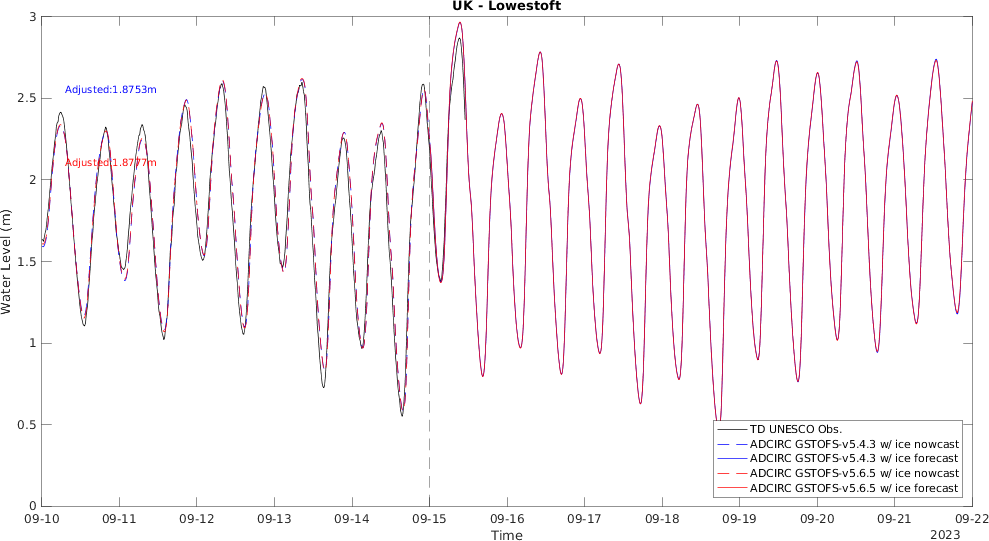 UK - Lowestoft
3
2.5
2
1.5
1
0.5
0
Water Level (m)
Adjusted:1.8753m
Adjusted:1.8777m
TD UNESCO Obs.
ADCIRC GSTOFS-v5.4.3 w/ ice nowcast
ADCIRC GSTOFS-v5.4.3 w/ ice forecast
ADCIRC GSTOFS-v5.6.5 w/ ice nowcast
ADCIRC GSTOFS-v5.6.5 w/ ice forecast
09-10 09-11 09-12 09-13 09-14 09-15 09-16 09-17 09-18 09-19 09-20 09-21 09-22
Time
2023